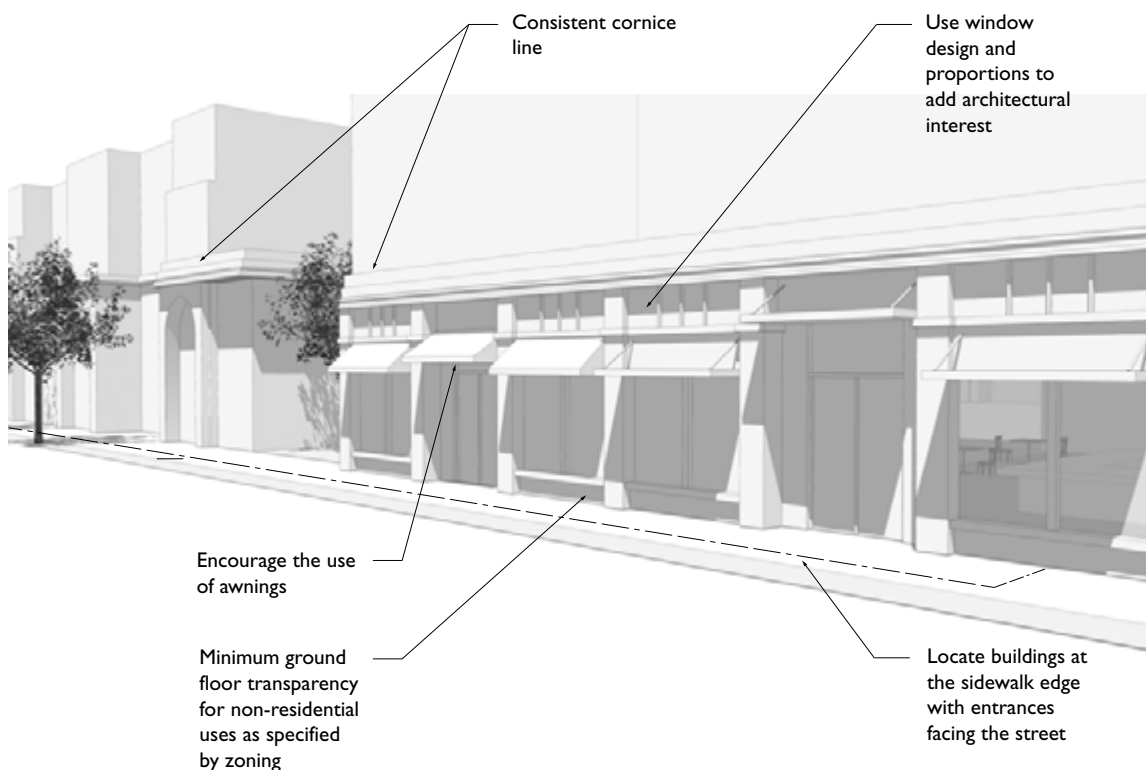 Consistent cornice
line
Use window
design and
proportions to
add architectural
interest
Encourage the use
of awnings
Minimum ground
floor transparency
for non-residential
uses as specified
by zoning
Locate buildings at
the sidewalk edge
with entrances
facing the street